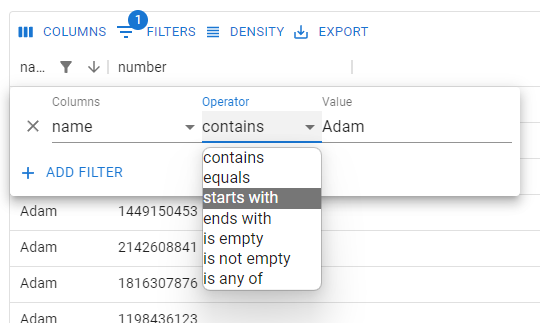 COLUMNS 1 FILTERS DENSITY EXPORT
na... number
Columns Operator Value
name contains Adam
contains
equals
starts with
ends with
is empty
is not empty
is any of
ADD FILTER
Adam 1449150453
Adam 2142608841
Adam 1816307876
Adam 1198436123